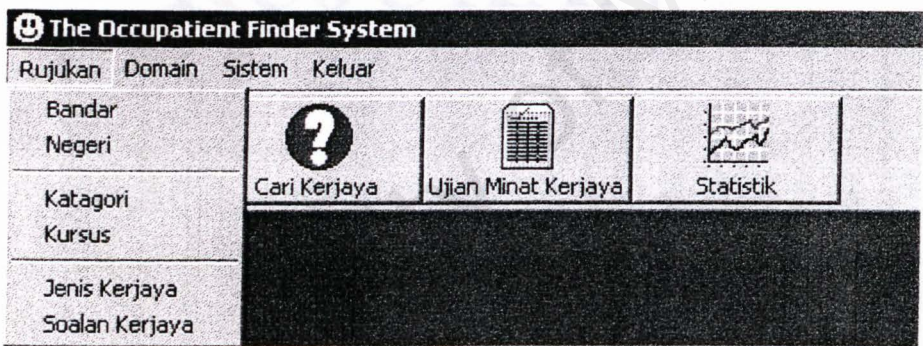 The Occupatient Finder System
Rujukan Domain Sistem Keluar
Bandar
Negeri
Katagori
Kursus
Jenis Kerjaya
Soalan Kerjaya
Cari Kerjaya Ujian Minat Kerjaya Statistik